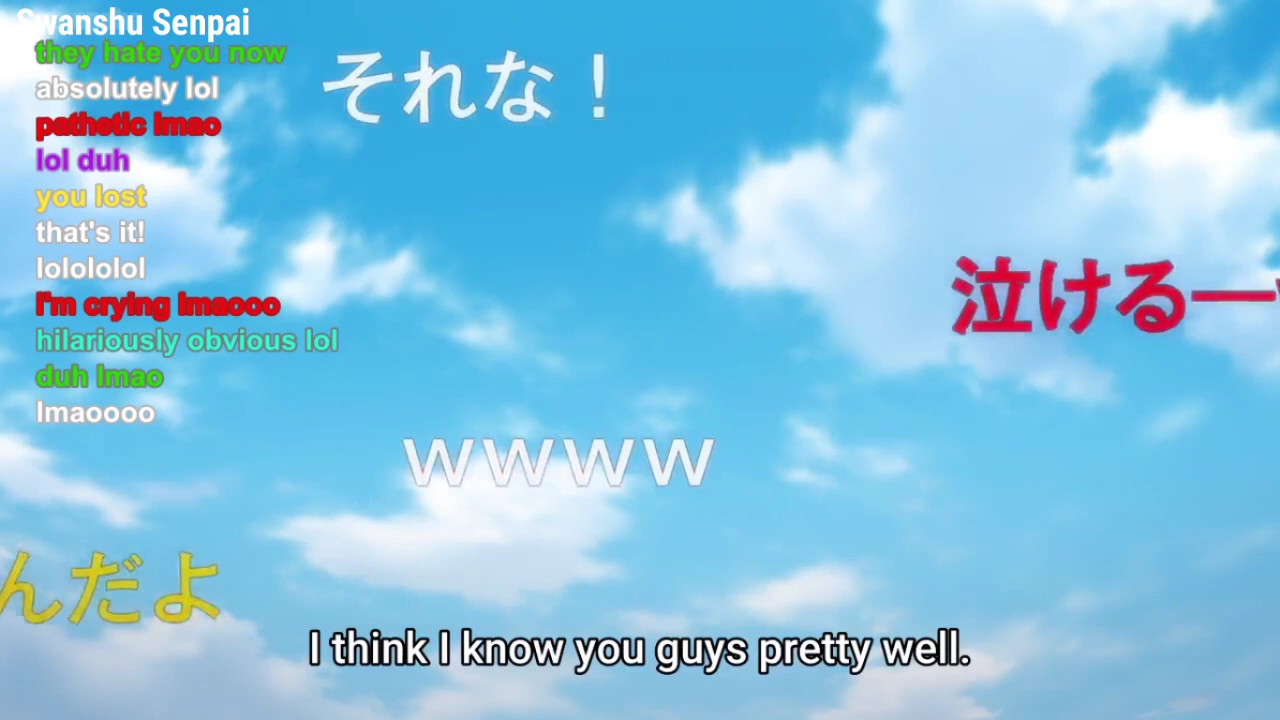 Swanshu Senpai
they hate you now
absolutely lol
pathetic lmao
lol duh
you lost
that's it!
lolololol
I'm crying lmaooo
hilariously obvious lol
duh lmao
lmaoooo
それな！
泣けるーw
wwww
んだよ
I think I know you guys pretty well.